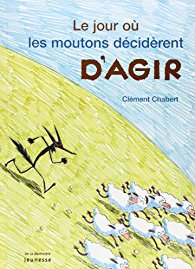 Le jour où
les moutons décidèrent
D'AGIR
Clément Chabert
De La Martinière
Jeunesse